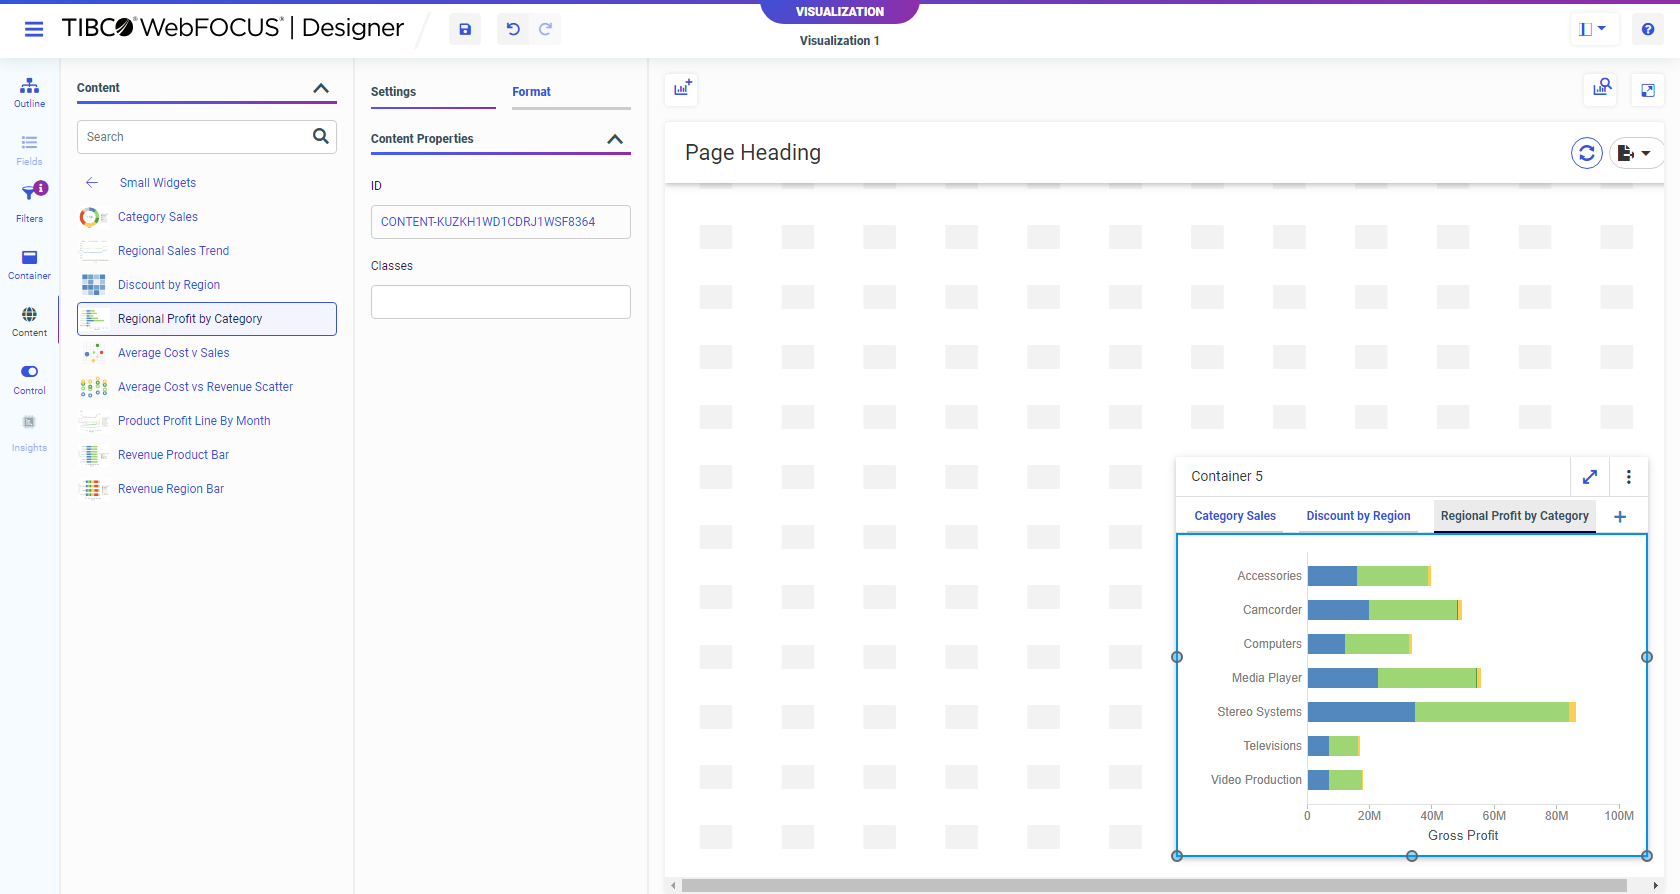 VISUALIZATION
TIBCO® WebFOCUS® | Designer
Visualization 1
Outline
Fields
Filters
Container
Content
Control
Insights
Content
Search
Small Widgets
Category Sales
Regional Sales Trend
Discount by Region
Regional Profit by Category
Average Cost v Sales
Average Cost vs Revenue Scatter
Product Profit Line By Month
Revenue Product Bar
Revenue Region Bar
Settings
Format
Content Properties
ID
CONTENT-KUZKH1WD1CDRJ1WSF8364
Classes
Page Heading
Container 5
Category Sales
Discount by Region
Regional Profit by Category
Accessories
Camcorder
Computers
Media Player
Stereo Systems
Televisions
Video Production
0 20M 40M 60M 80M 100M
Gross Profit